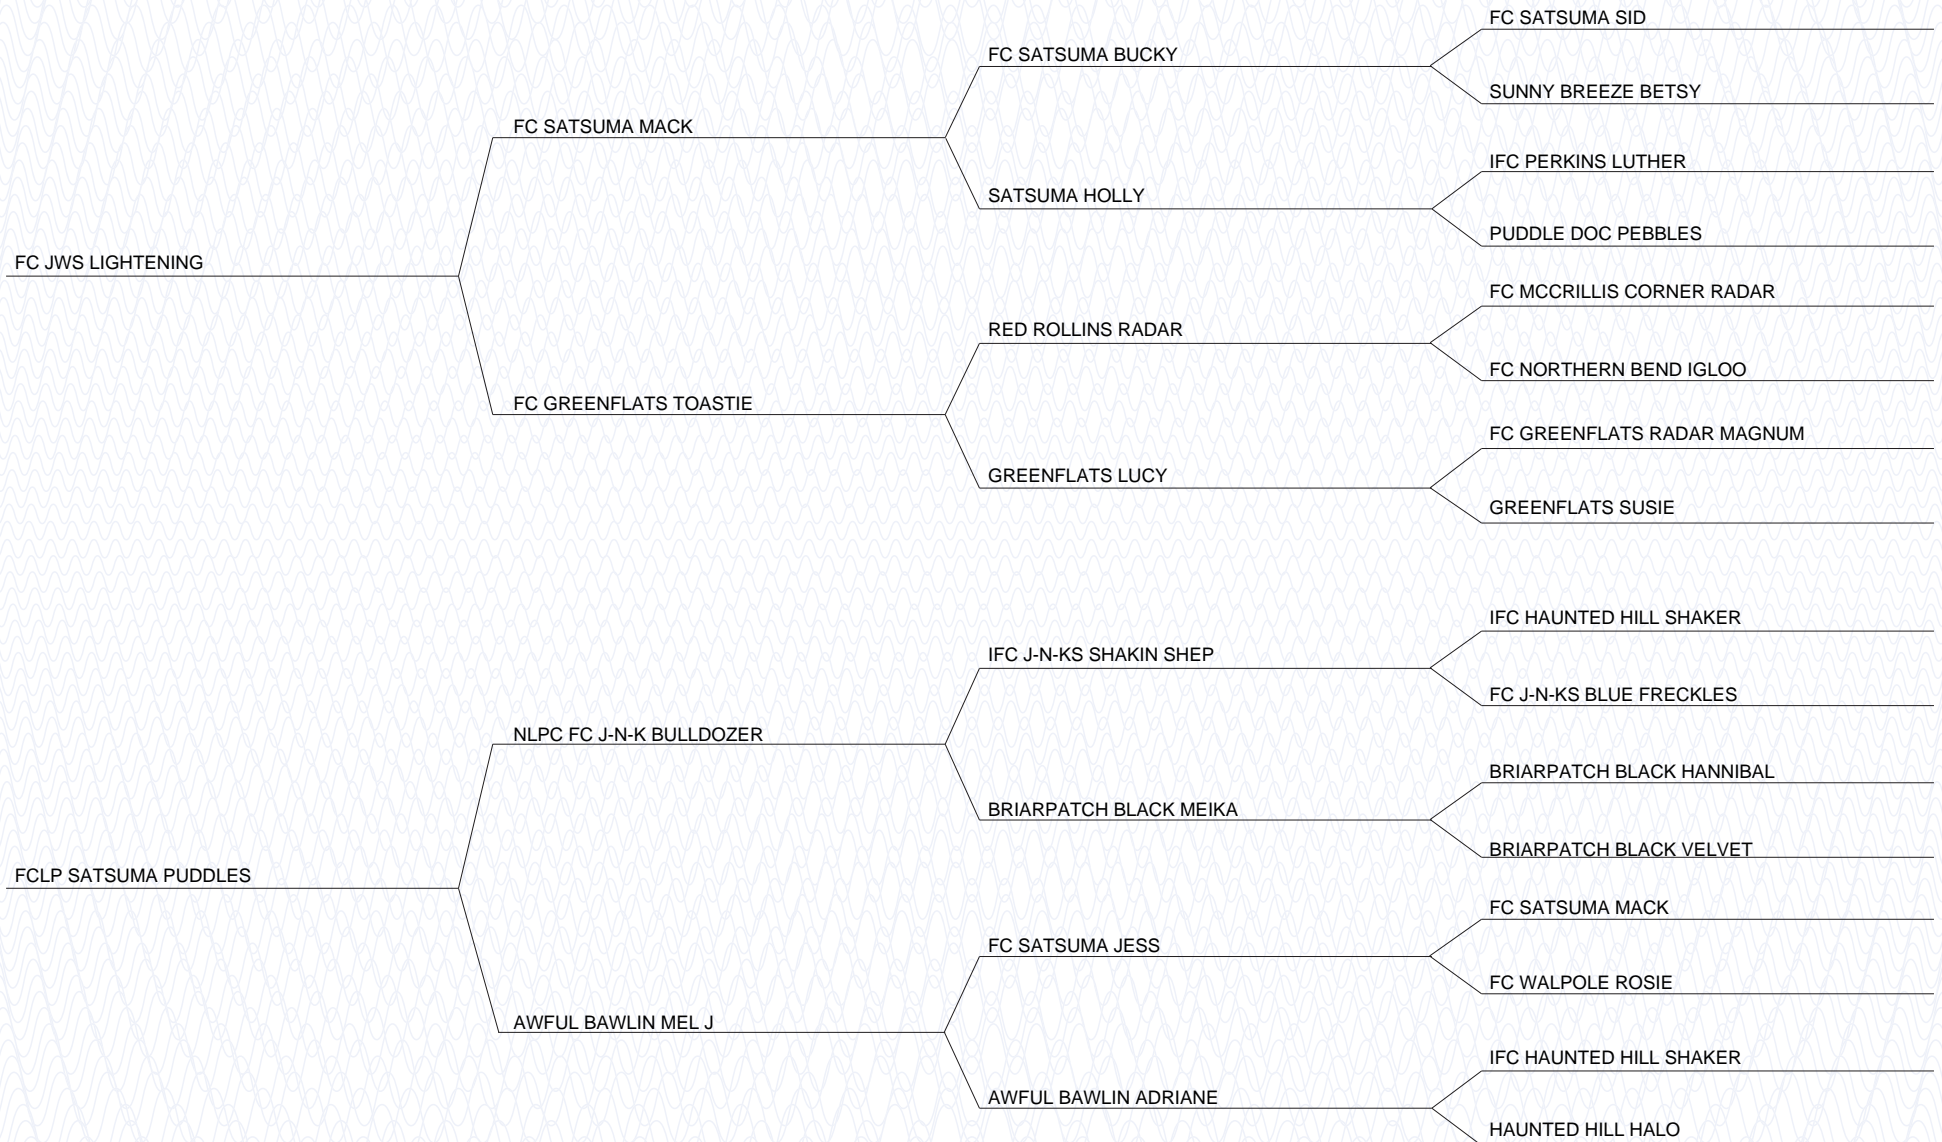 FC SATSUMA SID
FC SATSUMA BUCKY
SUNNY BREEZE BETSY
FC SATSUMA MACK
IFC PERKINS LUTHER
SATSUMA HOLLY
PUDDLE DOC PEBBLES
FC JWS LIGHTENING
FC MCCRILLIS CORNER RADAR
RED ROLLINS RADAR
FC NORTHERN BEND IGLOO
FC GREENFLATS TOASTIE
FC GREENFLATS RADAR MAGNUM
GREENFLATS LUCY
GREENFLATS SUSIE
IFC HAUNTED HILL SHAKER
IFC J-N-KS SHAKIN SHEP
FC J-N-KS BLUE FRECKLES
NLPC FC J-N-K BULLDOZER
BRIARPATCH BLACK HANNIBAL
BRIARPATCH BLACK MEIKA
BRIARPATCH BLACK VELVET
FCLP SATSUMA PUDDLES
FC SATSUMA MACK
FC SATSUMA JESS
FC WALPOLE ROSIE
AWFUL BAWLIN MEL J
IFC HAUNTED HILL SHAKER
AWFUL BAWLIN ADRIANE
HAUNTED HILL HALO